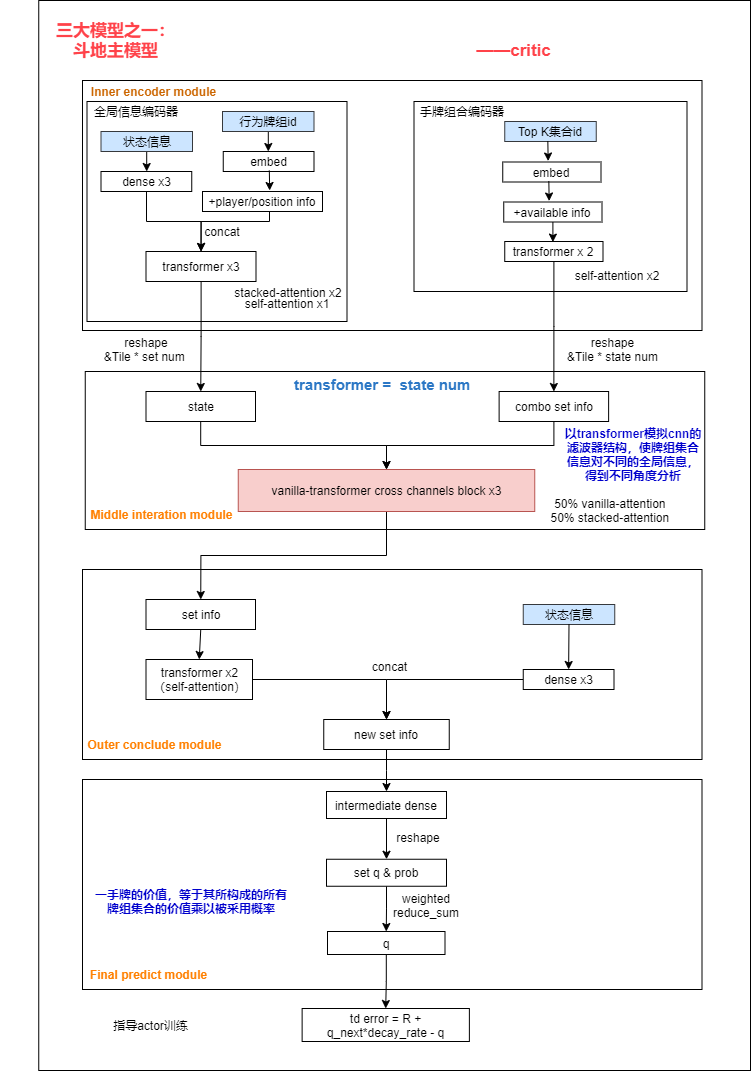 三大模型之一：
斗地主模型
——critic
Inner encoder module
全局信息编码器
状态信息
dense x3
行为牌组id
embed
+player/position info
concat
transformer x3
stacked-attention x2
self-attention x1
手牌组合编码器
Top K集合id
embed
+available info
transformer x 2
self-attention x2
reshape
&Tile * set num
reshape
&Tile * state num
transformer =  state num
state
combo set info
以transformer模拟cnn的
滤波器结构，使牌组集合
信息对不同的全局信息，
得到不同角度分析
vanilla-transformer cross channels block x3
50% vanilla-attention
50% stacked-attention
Middle interation module
set info
状态信息
transformer x2
（self-attention）
concat
dense x3
new set info
Outer conclude module
intermediate dense
reshape
set q & prob
一手牌的价值，等于其所构成的所有
牌组集合的价值乘以被采用概率
weighted
reduce_sum
q
Final predict module
指导actor训练
td error = R +
q_next*decay_rate - q